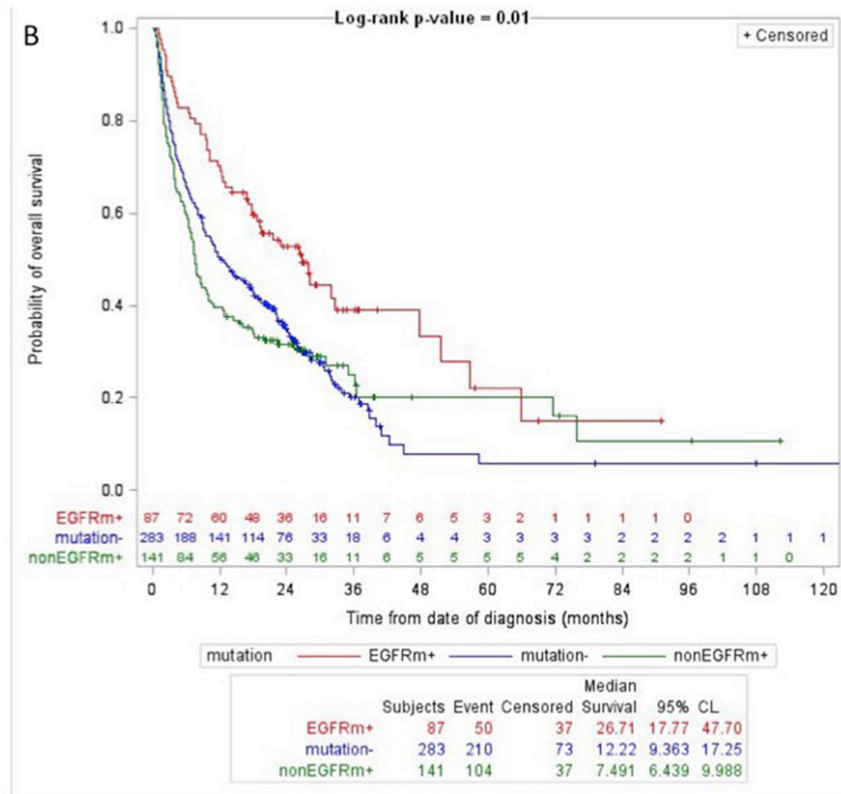 B
Log-rank p-value = 0.01
+ Censored
Probability of overall survival
1.0
0.8
0.6
0.4
0.2
0.0
EGFRm+ 87 72 60 48 36 16 11 7 6 5 3 2 1 1 1 1 0
mutation- 283 188 141 114 76 33 18 6 4 4 3 3 3 3 2 2 2 2 1 1 1
nonEGFRm+ 141 84 56 46 33 16 11 6 5 5 5 5 4 2 2 2 2 1 1 0
0 12 24 36 48 60 72 84 96 108 120
Time from date of diagnosis (months)
mutation EGFRm+ mutation- nonEGFRm+
Median
Subjects Event Censored Survival 95% CL
EGFRm+ 87 50 37 26.71 17.77 47.70
mutation- 283 210 73 12.22 9.363 17.25
nonEGFRm+ 141 104 37 7.491 6.439 9.988